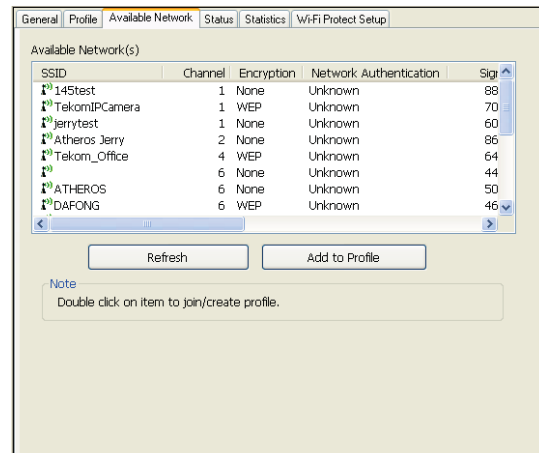 General Profile Available Network Status Statistics Wi-Fi Protect Setup
Available Network(s)
SSID Channel Encryption Network Authentication Sigr
145test 1 None Unknown 88
TekomIPCamera 1 WEP Unknown 70
jerrytest 1 None Unknown 60
Atheros Jerry 2 None Unknown 86
Tekom_Office 4 WEP Unknown 64
6 None Unknown 44
ATHEROS 6 None Unknown 50
DAFONG 6 WEP Unknown 46
Refresh Add to Profile
Note
Double click on item to join/create profile.